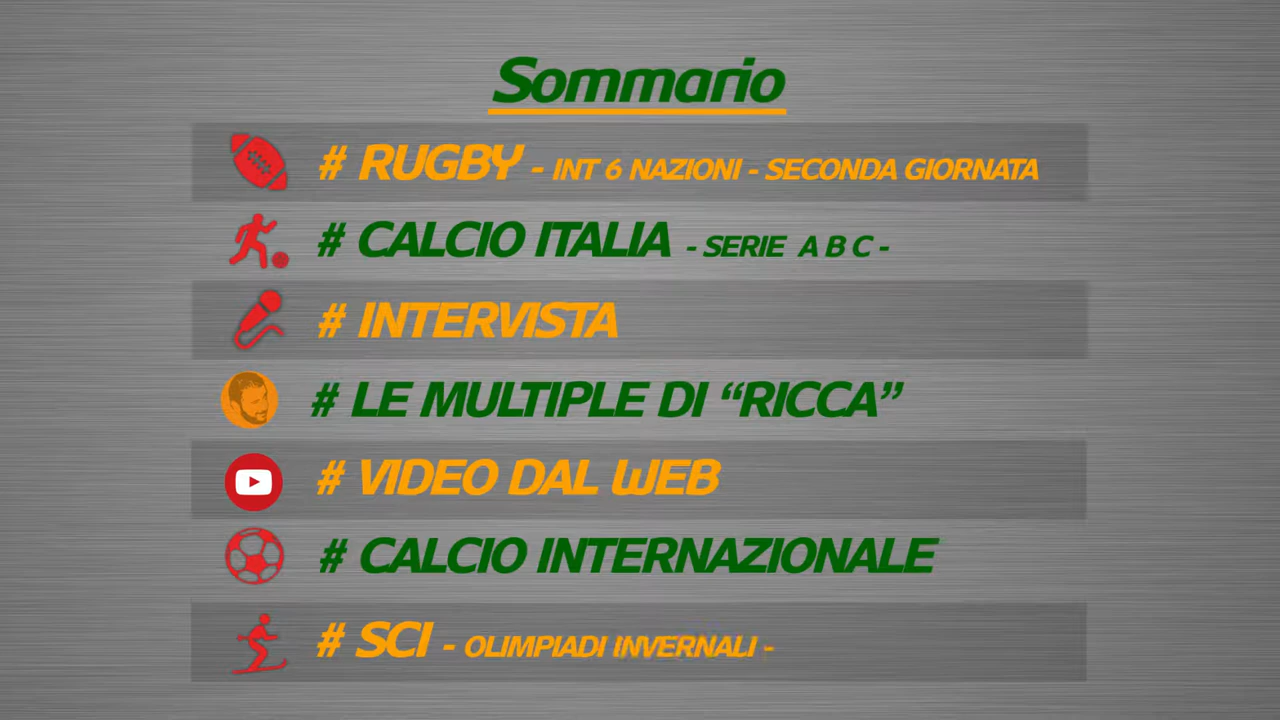 Sommario
# RUGBY - INT 6 NAZIONI - SECONDA GIORNATA
# CALCIO ITALIA - SERIE A B C -
# INTERVISTA
# LE MULTIPLE DI “RICCA”
# VIDEO DAL WEB
# CALCIO INTERNAZIONALE
# SCI - OLIMPIADI INVERNALI -